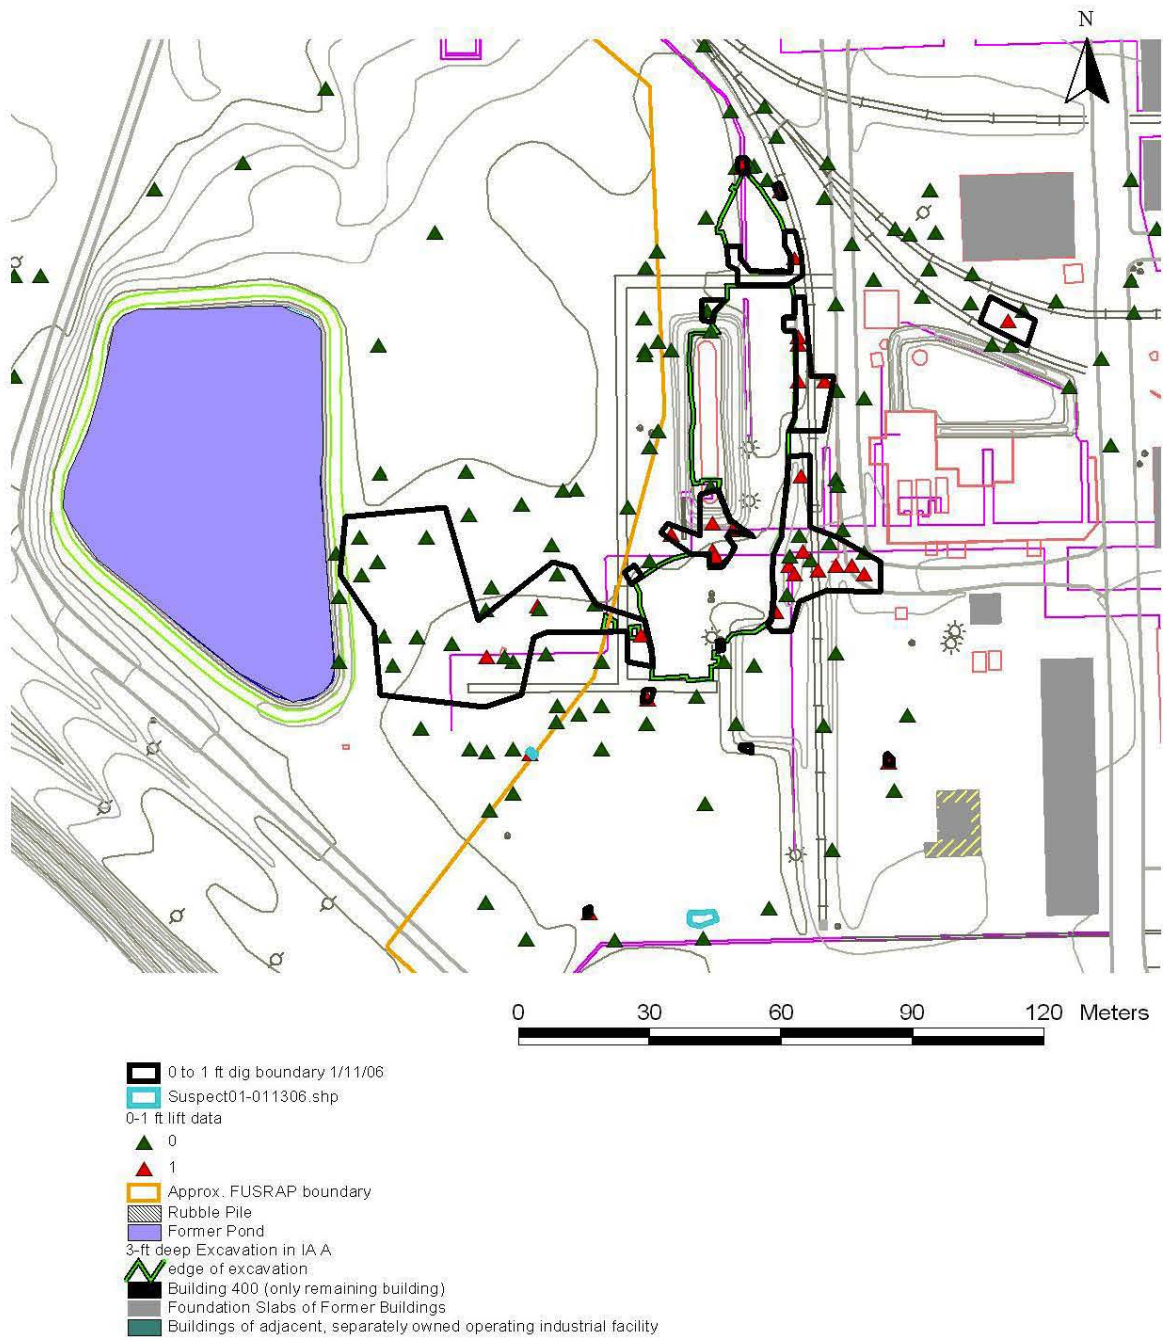 N
0 30 60 90 120 Meters
0 to 1 ft dig boundary 1/11/06
Suspect01-011306.shp
0-1 ft lift data
0
1
Approx. FUSRAP boundary
Rubble Pile
Former Pond
3-ft deep Excavation in IA A
edge of excavation
Building 400 (only remaining building)
Foundation Slabs of Former Buildings
Buildings of adjacent, separately owned operating industrial facility